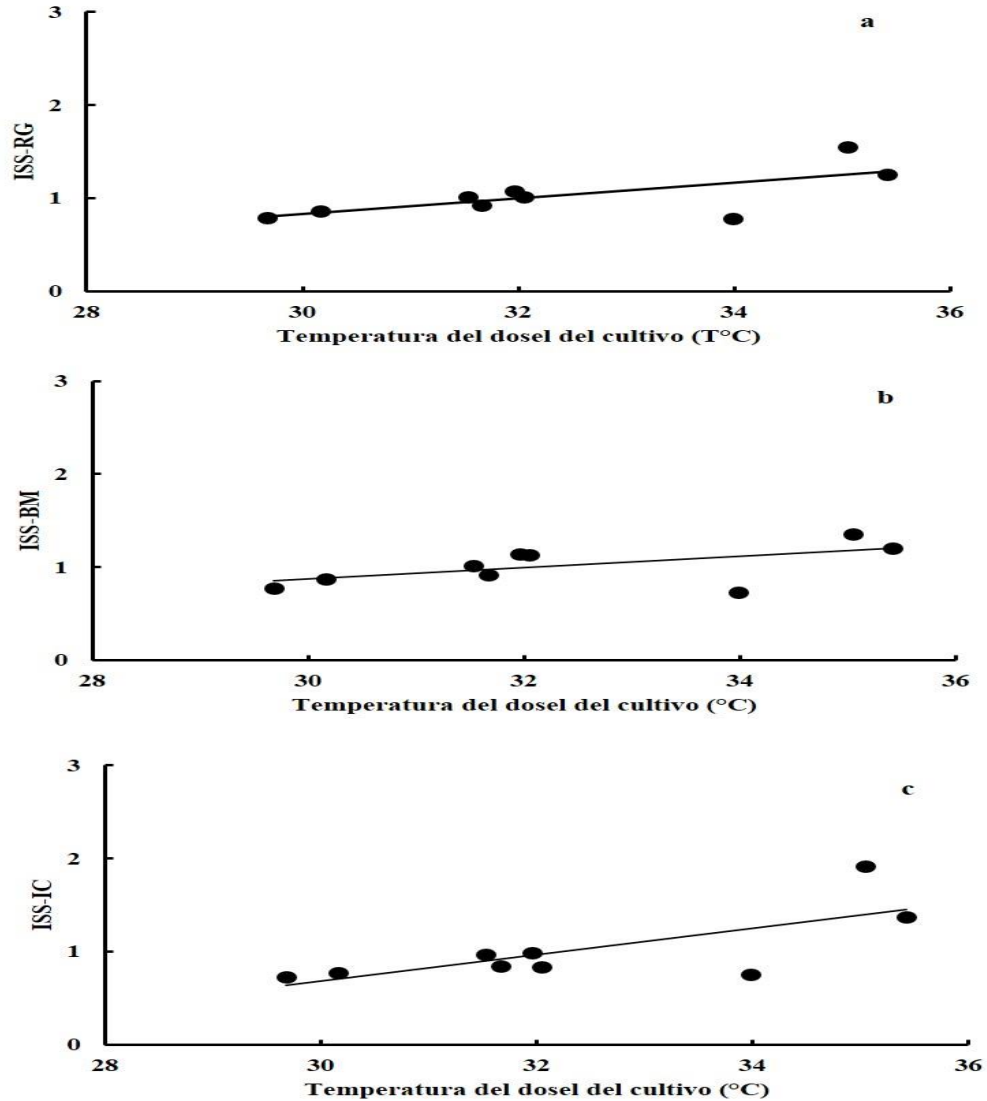 3
a
2
ISS-RG
1
0
28 30 32 34 36
Temperatura del dosel del cultivo (T°C)
3
b
2
ISS-BM
1
0
28 30 32 34 36
Temperatura del dosel del cultivo (°C)
3
c
2
ISS-IC
1
0
28 30 32 34 36
Temperatura del dosel del cultivo (°C)